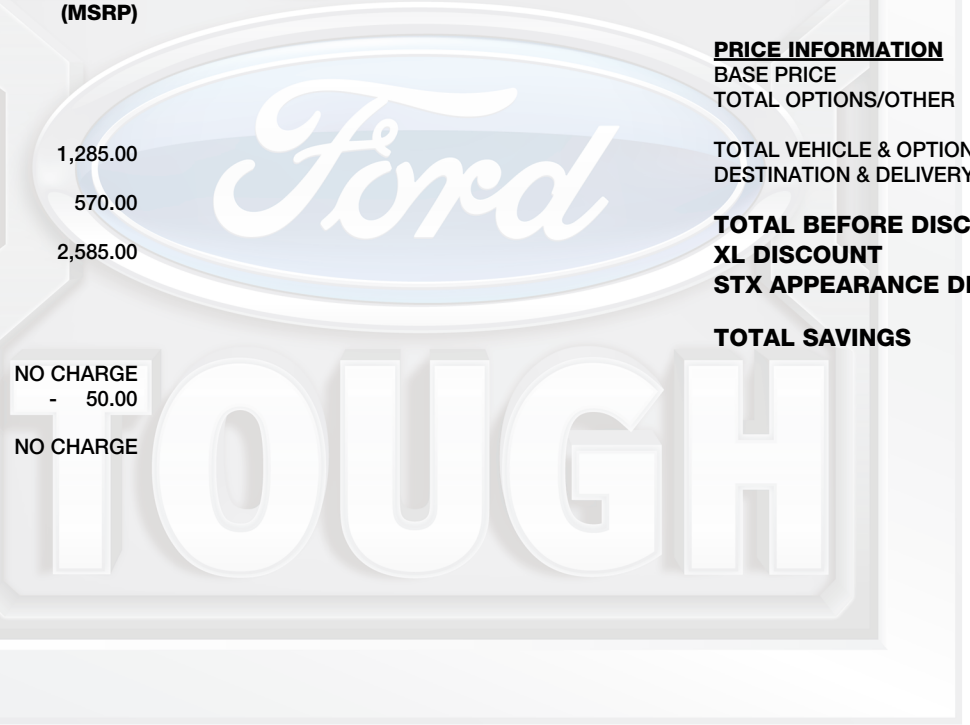 (MSRP)
1,285.00
570.00
2,585.00
NO CHARGE
- 50.00
NO CHARGE
PRICE INFORMATION
BASE PRICE
TOTAL OPTIONS/OTHER
TOTAL VEHICLE & OPTION
DESTINATION & DELIVERY
TOTAL BEFORE DISC
XL DISCOUNT
STX APPEARANCE DI
TOTAL SAVINGS
Ford
TOUGH